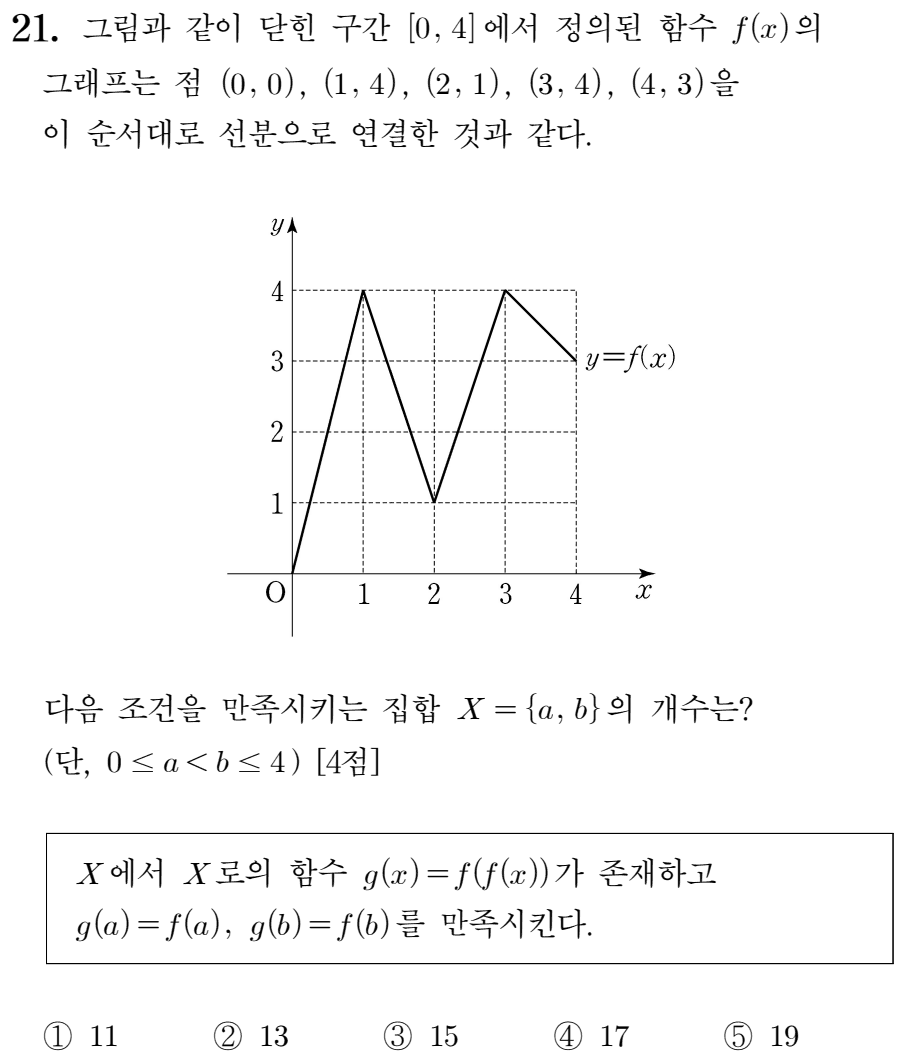 21. 그림과 같이 닫힌 구간 [0, 4]에서 정의된 함수 f(x)의
그래프는 점 (0, 0), (1, 4), (2, 1), (3, 4), (4, 3)을
이 순서대로 선분으로 연결한 것과 같다.
y
4
3
y=f(x)
2
1
O
1
2
3
4
x
다음 조건을 만족시키는 집합 X = {a, b}의 개수는?
(단, 0 ≤ a < b ≤ 4) [4점]
X에서 X로의 함수 g(x)=f(f(x))가 존재하고
g(a)=f(a), g(b)=f(b)를 만족시킨다.
① 11 ② 13 ③ 15 ④ 17 ⑤ 19